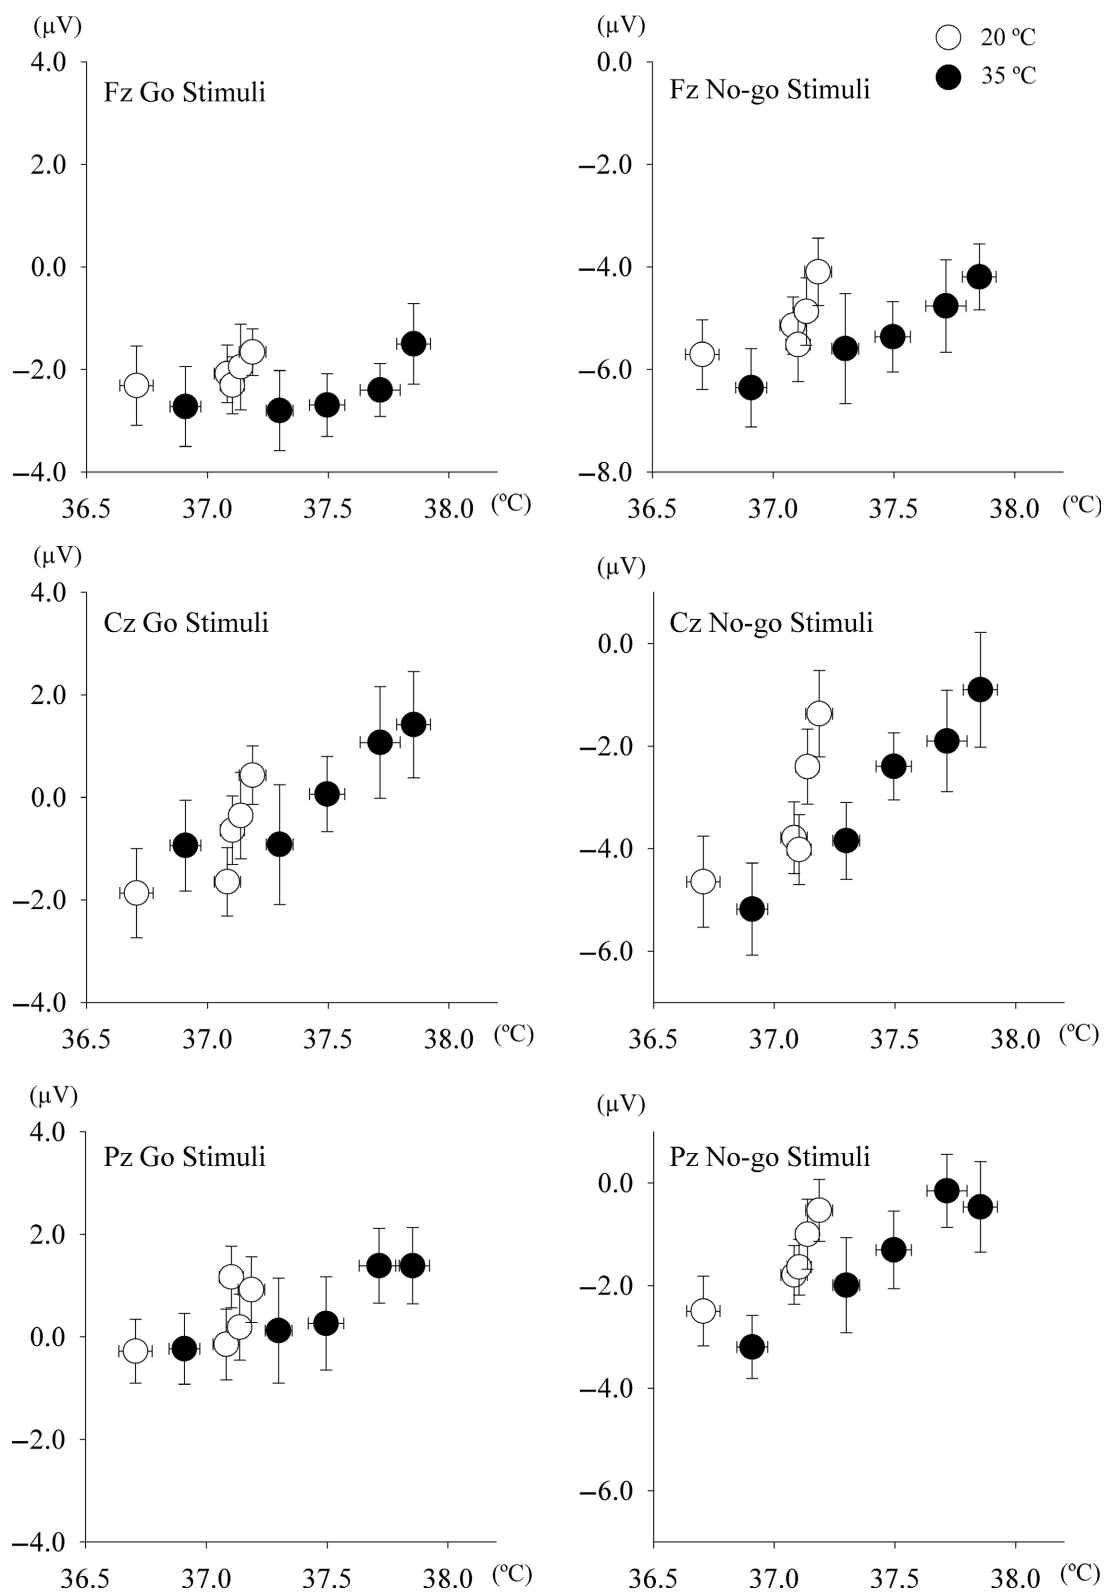 (μV)
(μV)
20 ºC
35 ºC
4.0
Fz Go Stimuli
2.0
0.0
−2.0
−4.0
36.5 37.0 37.5 38.0 (ºC)
0.0
Fz No-go Stimuli
−2.0
−4.0
−6.0
−8.0
36.5 37.0 37.5 38.0 (ºC)
(μV)
4.0
Cz Go Stimuli
2.0
0.0
−2.0
−4.0
36.5 37.0 37.5 38.0 (ºC)
(μV)
Cz No-go Stimuli
0.0
−2.0
−4.0
−6.0
36.5 37.0 37.5 38.0 (ºC)
(μV)
4.0
Pz Go Stimuli
2.0
0.0
−2.0
−4.0
36.5 37.0 37.5 38.0 (ºC)
(μV)
Pz No-go Stimuli
0.0
−2.0
−4.0
−6.0
36.5 37.0 37.5 38.0 (ºC)